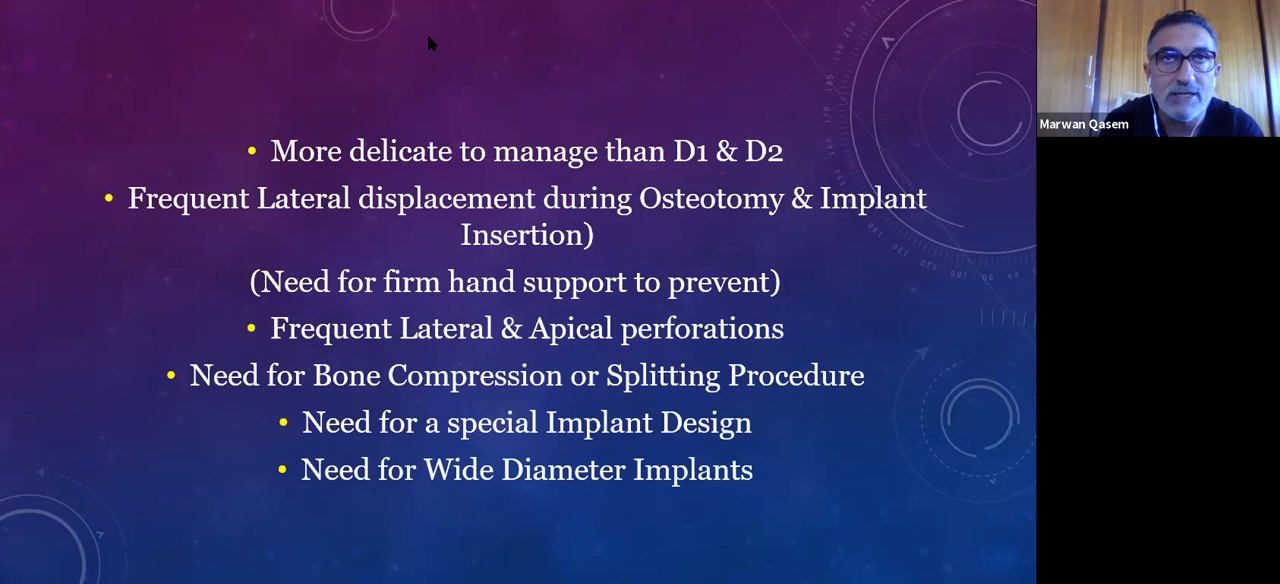 • More delicate to manage than D1 & D2
• Frequent Lateral displacement during Osteotomy & Implant
Insertion)
(Need for firm hand support to prevent)
• Frequent Lateral & Apical perforations
• Need for Bone Compression or Splitting Procedure
• Need for a special Implant Design
• Need for Wide Diameter Implants
Marwan Qasem